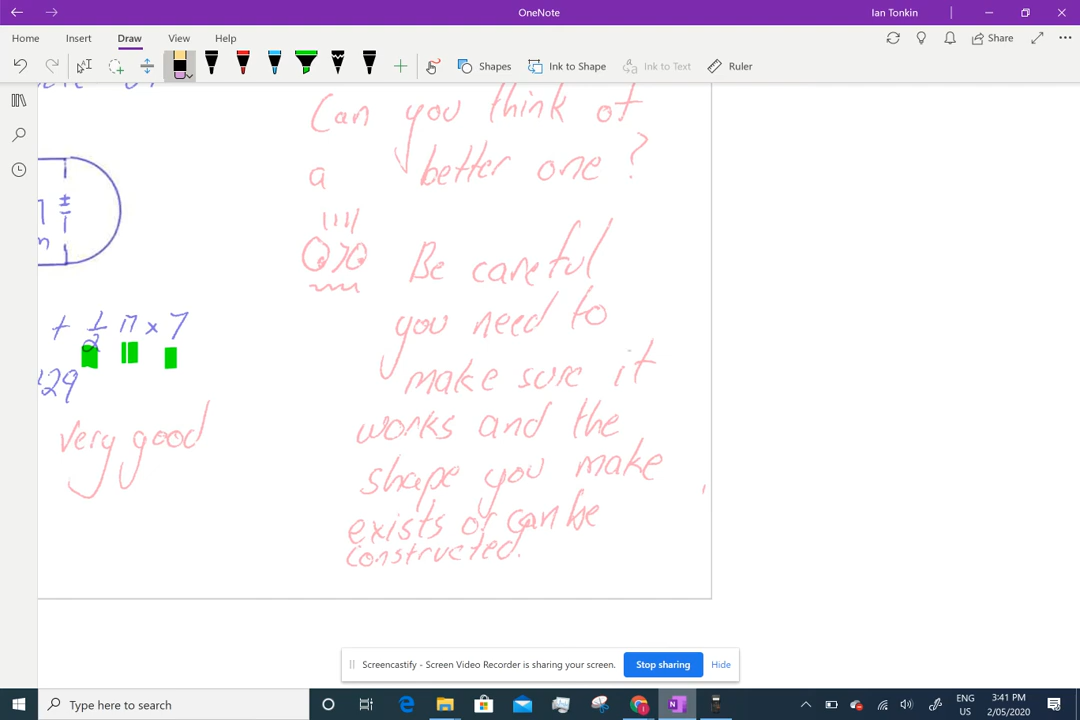 OneNote
Ian Tonkin
Home Insert Draw View Help
Share
Shapes Ink to Shape Ink to Text Ruler
Can you think of
a better one ?
Be careful
you need to
make sure it
works and the
shape you make
exists or can be
constructed.
+ 1/2 π × 7
229
very good
Screencastify - Screen Video Recorder is sharing your screen. Stop sharing Hide
Type here to search
ENG
US
3:41 PM
2/05/2020